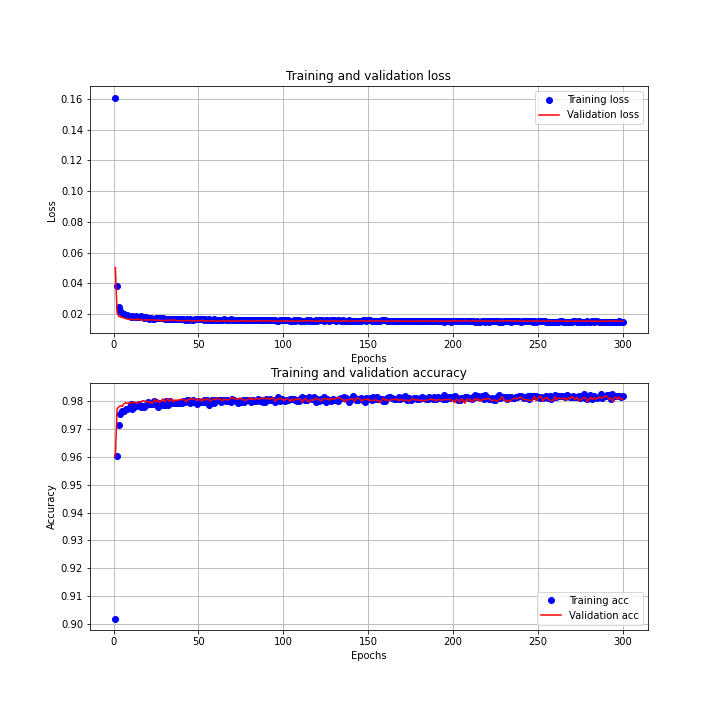 Training and validation loss
0.16
0.14
0.12
0.10
0.08
0.06
0.04
0.02
Loss
Training loss
Validation loss
0 50 100 150 200 250 300
Epochs
Training and validation accuracy
0.98
0.97
0.96
0.95
0.94
0.93
0.92
0.91
0.90
Accuracy
Training acc
Validation acc
0 50 100 150 200 250 300
Epochs